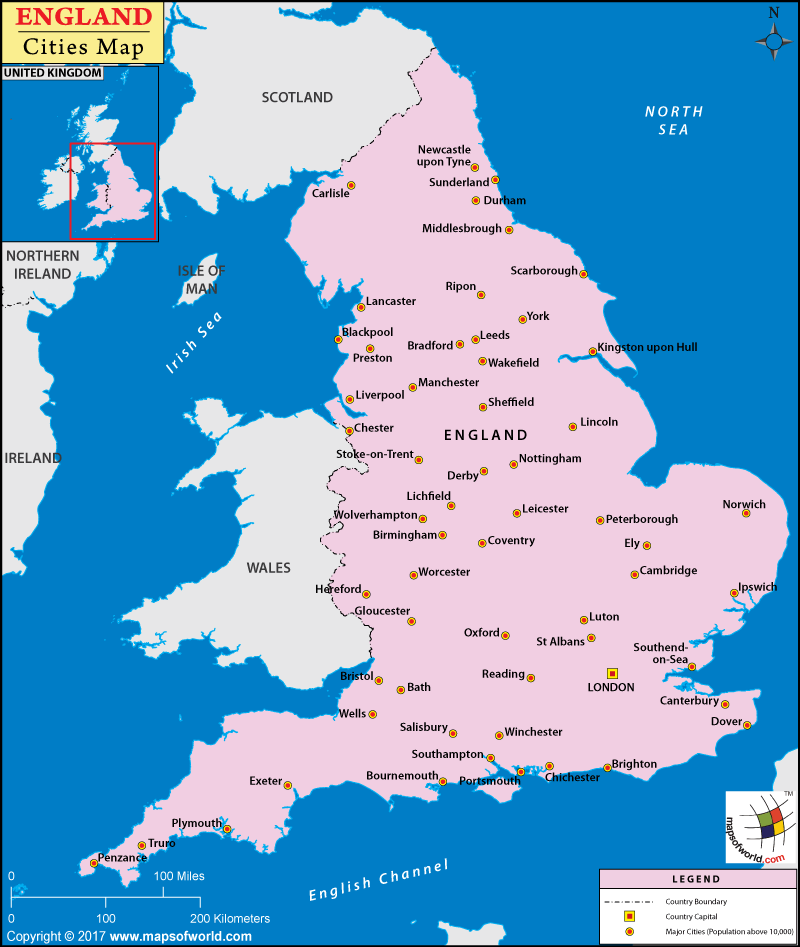 ENGLAND
Cities Map
UNITED KINGDOM
N
SCOTLAND
NORTH
SEA
Newcastle
upon Tyne
Sunderland
Carlisle
Durham
Middlesbrough
NORTHERN
IRELAND
ISLE OF
MAN
Scarborough
Ripon
Lancaster
York
Irish Sea
Blackpool
Leeds
Bradford
Preston
Kingston upon Hull
Wakefield
Manchester
Liverpool
Sheffield
Chester
Lincoln
ENGLAND
Stoke-on-Trent
IRELAND
Nottingham
Derby
Lichfield
Norwich
Leicester
Wolverhampton
Peterborough
Birmingham
Coventry
Ely
WALES
Worcester
Cambridge
Hereford
Ipswich
Gloucester
Luton
Oxford
St Albans
Southend-
on-Sea
Bristol
Reading
Bath
LONDON
Canterbury
Wells
Dover
Salisbury
Winchester
Southampton
Brighton
Bournemouth
Portsmouth
Chichester
Exeter
Plymouth
Truro
Penzance
English Channel
TM
mapsofworld.com
0 100 Miles
0 100 200 Kilometers
LEGEND
Country Boundary
Country Capital
Major Cities (Population above 10,000)
Copyright © 2017 www.mapsofworld.com